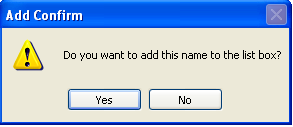 Add Confirm
Do you want to add this name to the list box?
Yes
No